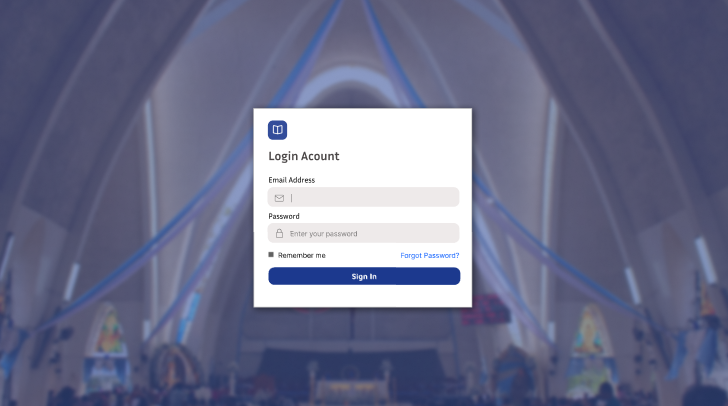 Login Acount
Email Address
Password
Enter your password
Remember me Forgot Password?
Sign In